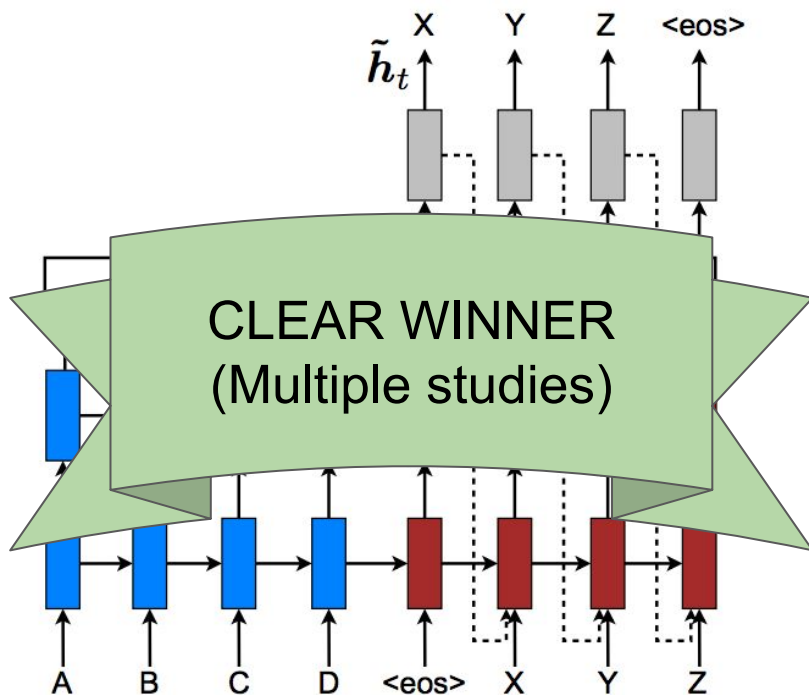 X Y Z <eos>
h̃ₜ
CLEAR WINNER
(Multiple studies)
A B C D <eos> X Y Z